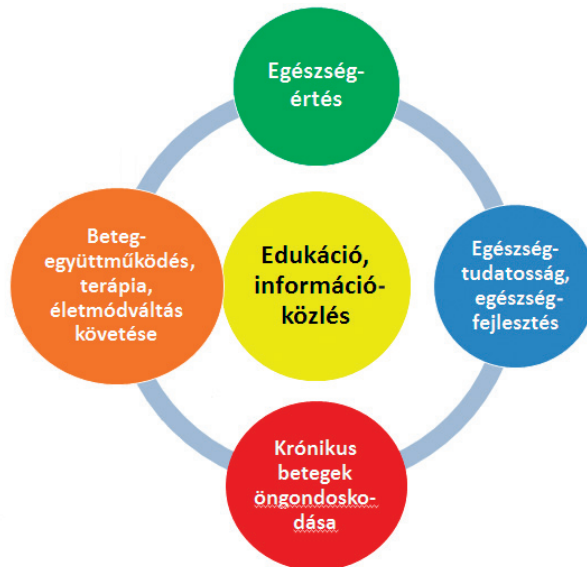 Egészség-
értés
Beteg-
együttműködés,
terápia,
életmódváltás
követése
Edukáció,
információ-
közlés
Egészség-
tudatosság,
egészség-
fejlesztés
Krónikus
betegek
öngondosko-
dása